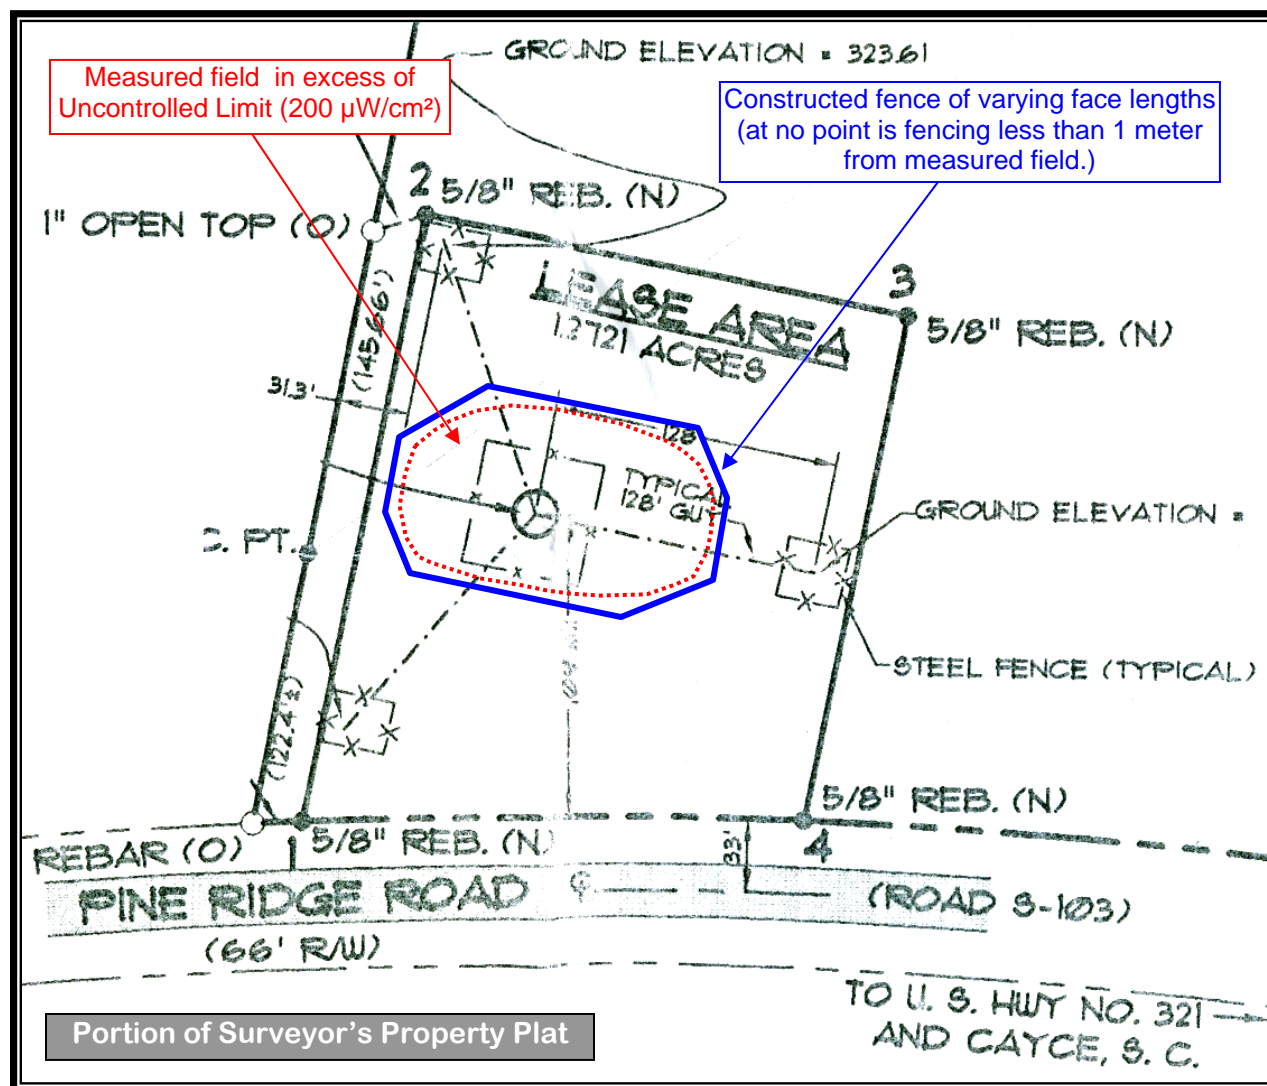 GROUND ELEVATION = 323.61
Measured field in excess of
Uncontrolled Limit (200 µW/cm²)
Constructed fence of varying face lengths
(at no point is fencing less than 1 meter
from measured field.)
2
5/8" REB. (N)
1" OPEN TOP (O)
3
LEASE AREA
1.2721 ACRES
5/8" REB. (N)
(145.66')
31.3'
128'
TYPICAL
128' GUY
GROUND ELEVATION =
C. PT.
STEEL FENCE (TYPICAL)
(122.4'±)
5/8" REB. (N)
REBAR (O)
1
5/8" REB. (N)
33'
4
PINE RIDGE ROAD
(ROAD S-103)
(66' R/W)
TO U. S. HWY NO. 321
AND CAYCE, S. C.
Portion of Surveyor's Property Plat